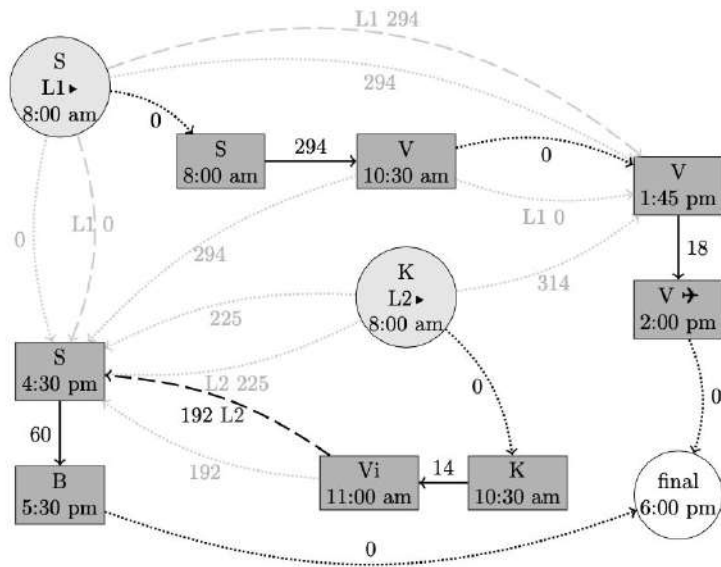 L1 294
S
L1 ▸
8:00 am
294
0
S
8:00 am
294
V
10:30 am
0
V
1:45 pm
L1 0
0
L1 0
294
K
L2 ▸
8:00 am
314
18
225
V ✈
2:00 pm
S
4:30 pm
L2 225
192 L2
0
0
60
192
Vi
11:00 am
14
K
10:30 am
B
5:30 pm
final
6:00 pm
0